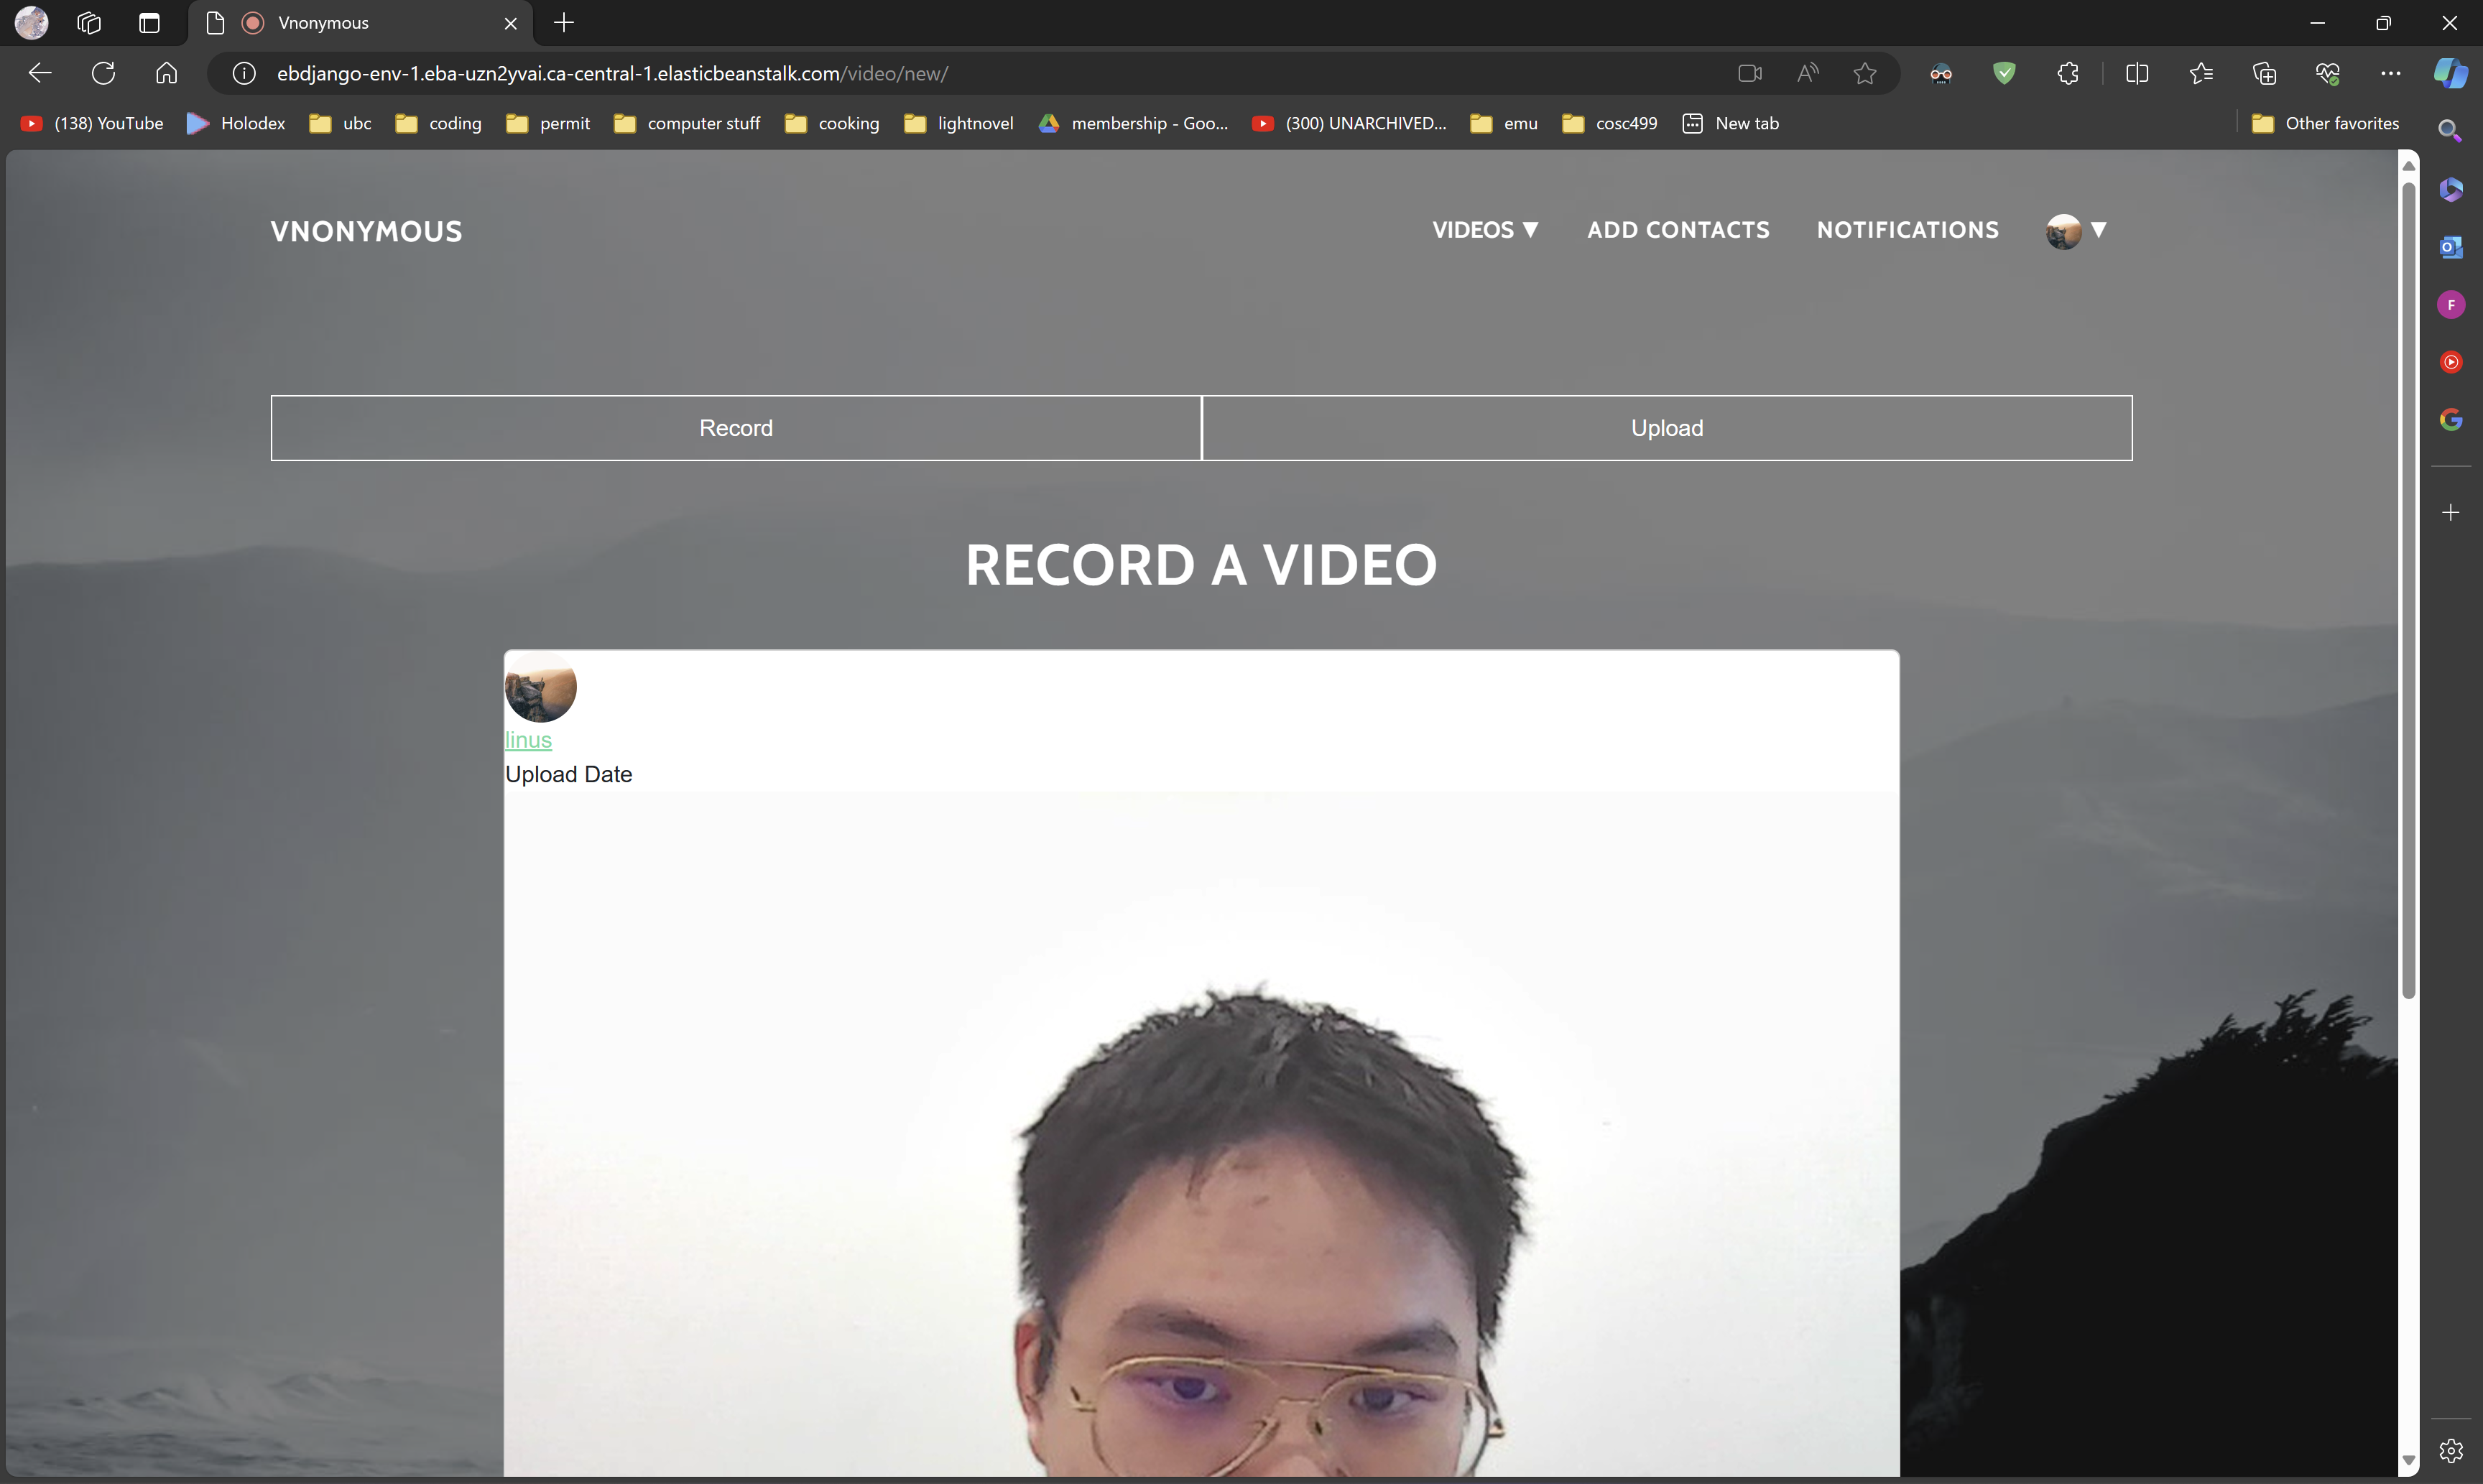 Vnonymous
ebdjango-env-1.eba-uzn2yvai.ca-central-1.elasticbeanstalk.com/video/new/
(138) YouTube Holodex ubc coding permit computer stuff cooking lightnovel membership - Goo... (300) UNARCHIVED... emu cosc499 New tab Other favorites
VNONYMOUS VIDEOS ▼ ADD CONTACTS NOTIFICATIONS ▼
Record Upload
RECORD A VIDEO
linus
Upload Date
F